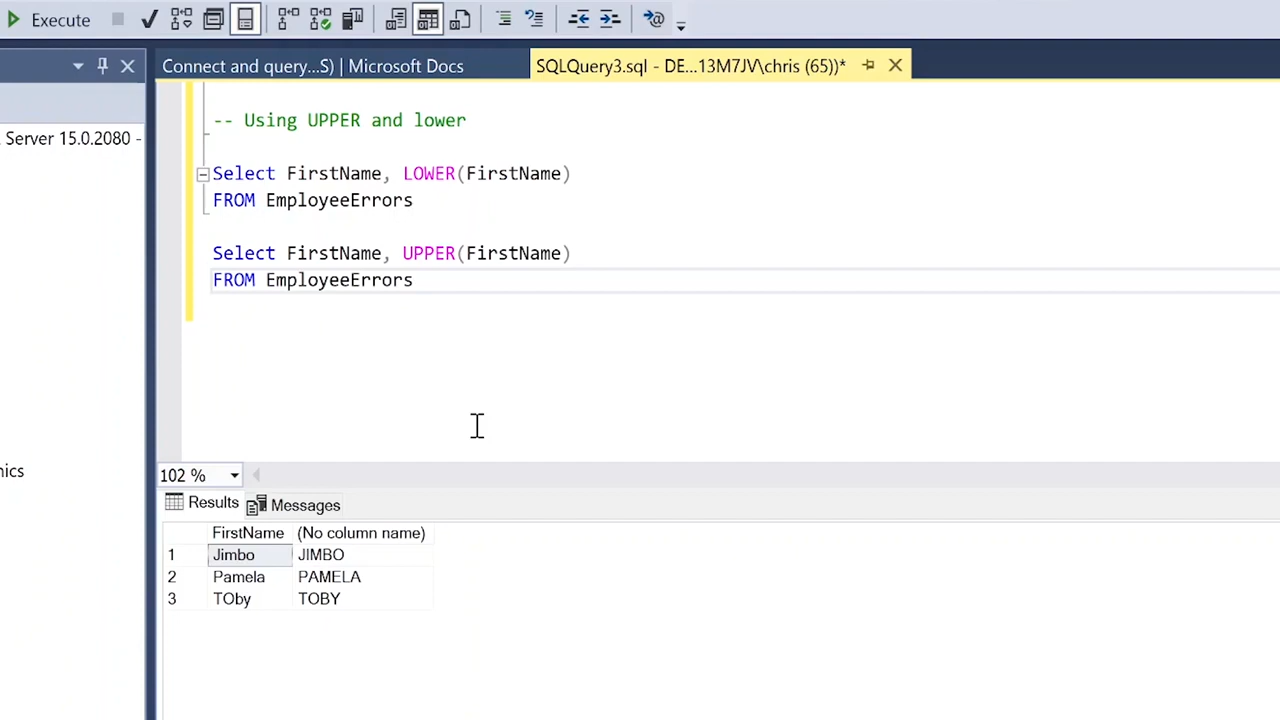 Execute
Connect and query...S) | Microsoft Docs
SQLQuery3.sql - DE...13M7JV\chris (65))*
Server 15.0.2080 -
-- Using UPPER and lower
Select FirstName, LOWER(FirstName)
FROM EmployeeErrors
Select FirstName, UPPER(FirstName)
FROM EmployeeErrors
nics
102 %
Results
Messages
FirstName (No column name)
1 Jimbo JIMBO
2 Pamela PAMELA
3 TOby TOBY